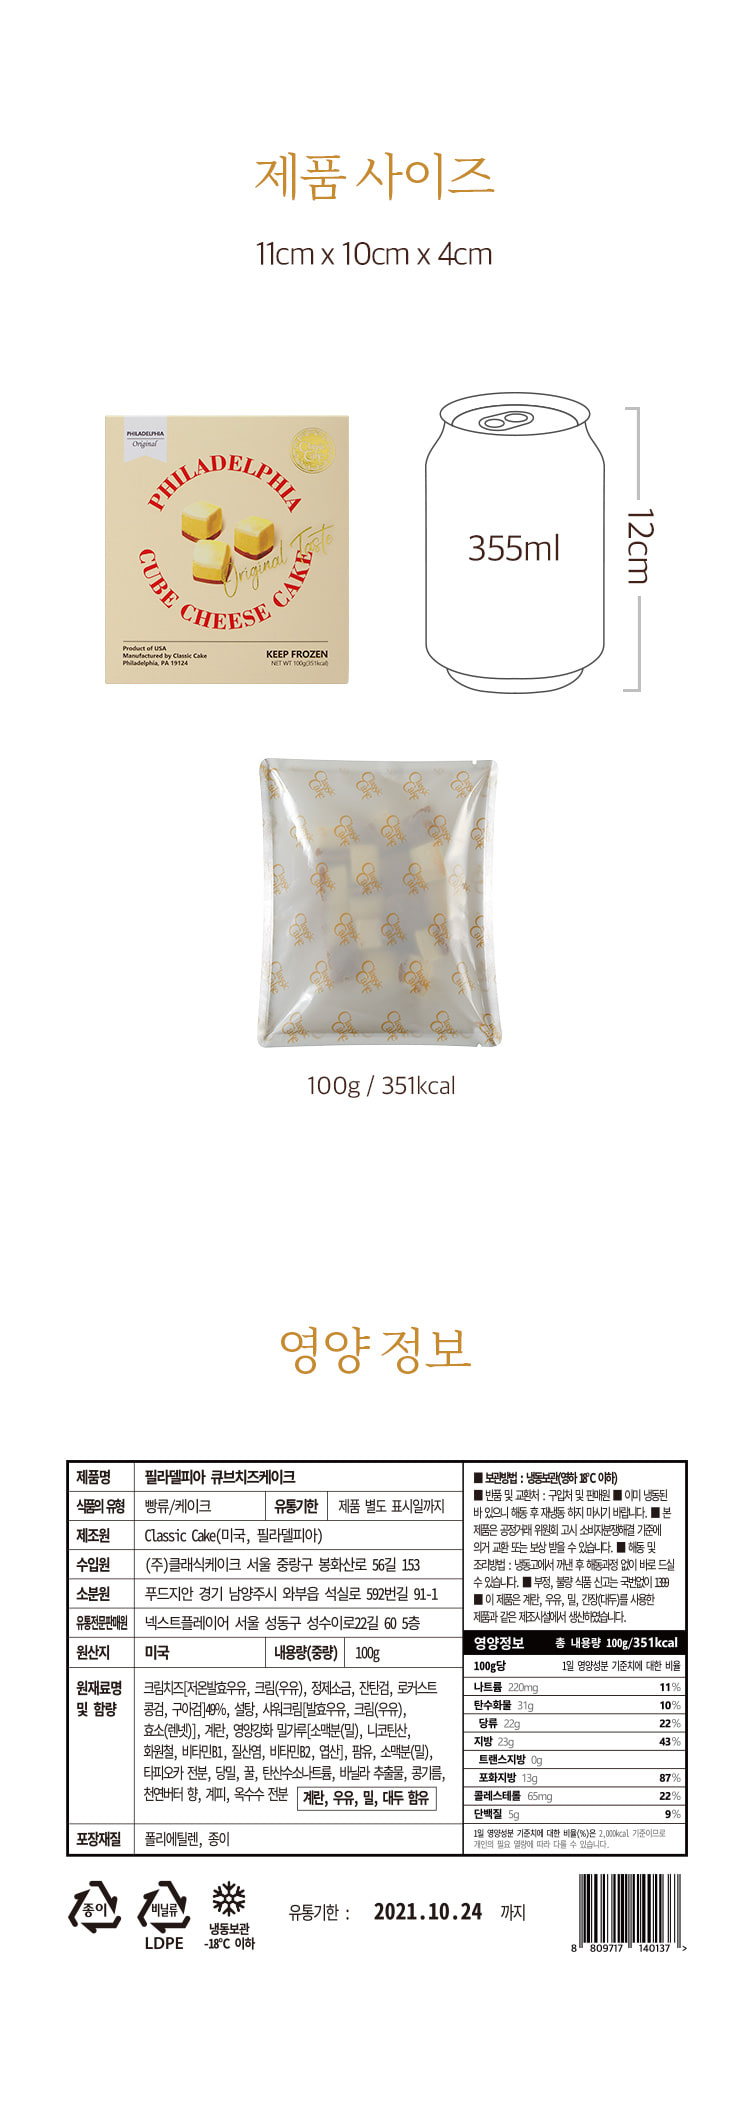 제품 사이즈
11cm x 10cm x 4cm
PHILADELPHIA
Original
PHILADELPHIA
CUBE CHEESE CAKE
Original Taste
Product of USA
Manufactured by Classic Cake
Philadelphia, PA 19124
KEEP FROZEN
NET WT 100g(351kcal)
355ml
12cm
100g / 351kcal
영양 정보
제품명 필라델피아 큐브치즈케이크
식품의 유형 빵류/케이크 유통기한 제품 별도 표시일까지
제조원 Classic Cake(미국, 필라델피아)
수입원 (주)클래식케이크 서울 중랑구 봉화산로 56길 153
소분원 푸드지안 경기 남양주시 와부읍 석실로 592번길 91-1
유통전문판매원 넥스트플레이어 서울 성동구 성수이로22길 60 5층
원산지 미국 내용량(중량) 100g
원재료명 및 함량
크림치즈[저온발효우유, 크림(우유), 정제소금, 잔탄검, 로커스트
콩검, 구아검]49%, 설탕, 사워크림[발효우유, 크림(우유),
효소(렌넷)], 계란, 영양강화 밀가루[소맥분(밀), 니코틴산,
화원철, 비타민B1, 질산염, 비타민B2, 엽산], 팜유, 소맥분(밀),
타피오카 전분, 당밀, 꿀, 탄산수소나트륨, 바닐라 추출물, 콩기름,
천연버터 향, 계피, 옥수수 전분 계란, 우유, 밀, 대두 함유
포장재질 폴리에틸렌, 종이
■ 보관방법 : 냉동보관(영하 18℃ 이하)
■ 반품 및 교환처 : 구입처 및 판매원 ■ 이미 냉동된
바 있으니 해동 후 재냉동 하지 마시기 바랍니다. ■ 본
제품은 공정거래 위원회 고시 소비자분쟁해결 기준에
의거 교환 또는 보상 받을 수 있습니다. ■ 해동 및
조리방법 : 냉동고에서 꺼낸 후 해동과정 없이 바로 드실
수 있습니다. ■ 부정, 불량 식품 신고는 국번없이 1399
■ 이 제품은 계란, 우유, 밀, 간장(대두)를 사용한
제품과 같은 제조시설에서 생산하였습니다.
영양정보 총 내용량 100g/351kcal
100g당 1일 영양성분 기준치에 대한 비율
나트륨 220mg 11%
탄수화물 31g 10%
당류 22g 22%
지방 23g 43%
트랜스지방 0g
포화지방 13g 87%
콜레스테롤 65mg 22%
단백질 5g 9%
1일 영양성분 기준치에 대한 비율(%)은 2,000kcal 기준이므로
개인의 필요 열량에 따라 다를 수 있습니다.
종이
비닐류
LDPE
냉동보관
-18℃ 이하
유통기한 : 2021.10.24 까지
8 809717 140137 >